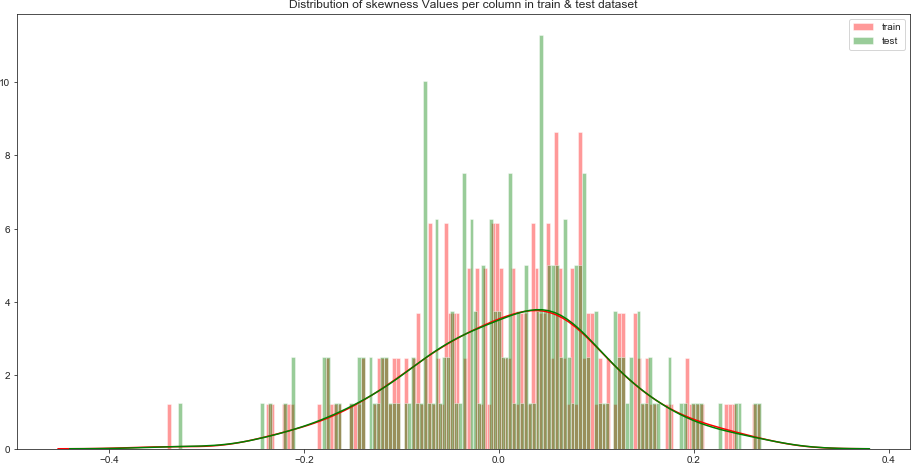 Distribution of skewness Values per column in train & test dataset
train
test
10
8
6
4
2
0
−0.4 −0.2 0.0 0.2 0.4